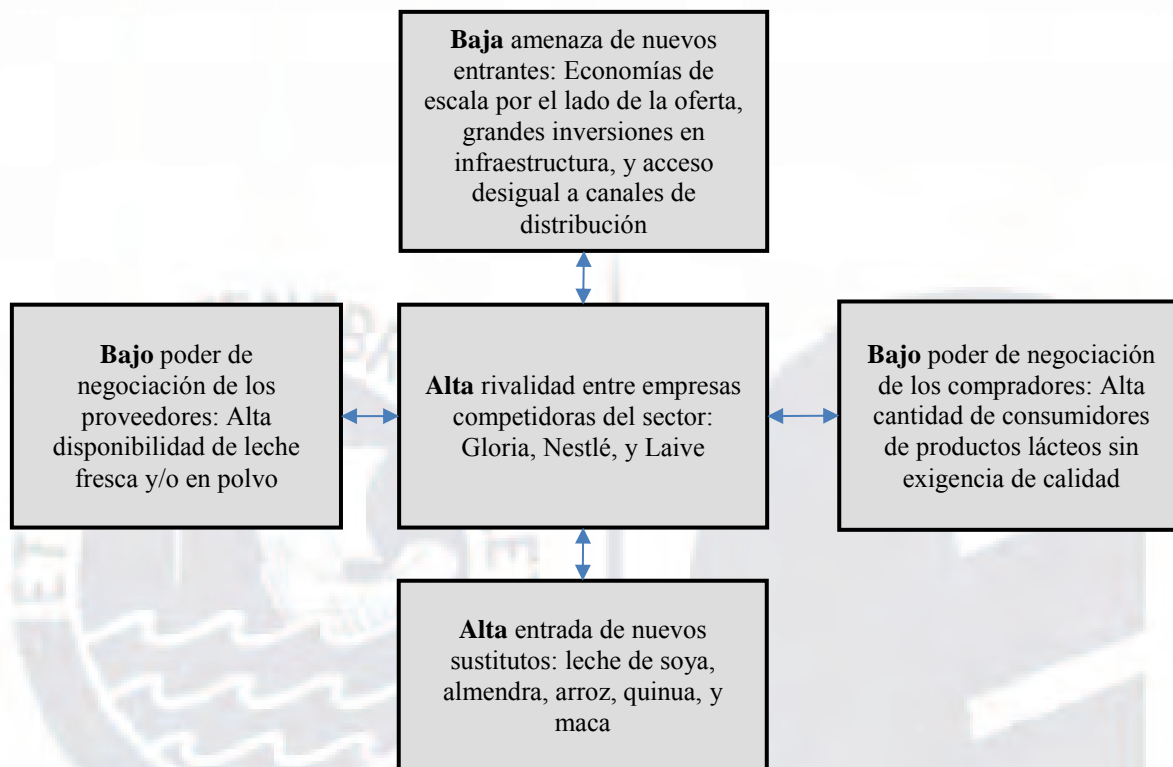 Baja amenaza de nuevos
entrantes: Economías de
escala por el lado de la oferta,
grandes inversiones en
infraestructura, y acceso
desigual a canales de
distribución
Bajo poder de
negociación de los
proveedores: Alta
disponibilidad de leche
fresca y/o en polvo
Alta rivalidad entre empresas
competidoras del sector:
Gloria, Nestlé, y Laive
Bajo poder de negociación
de los compradores: Alta
cantidad de consumidores
de productos lácteos sin
exigencia de calidad
Alta entrada de nuevos
sustitutos: leche de soya,
almendra, arroz, quinua, y
maca